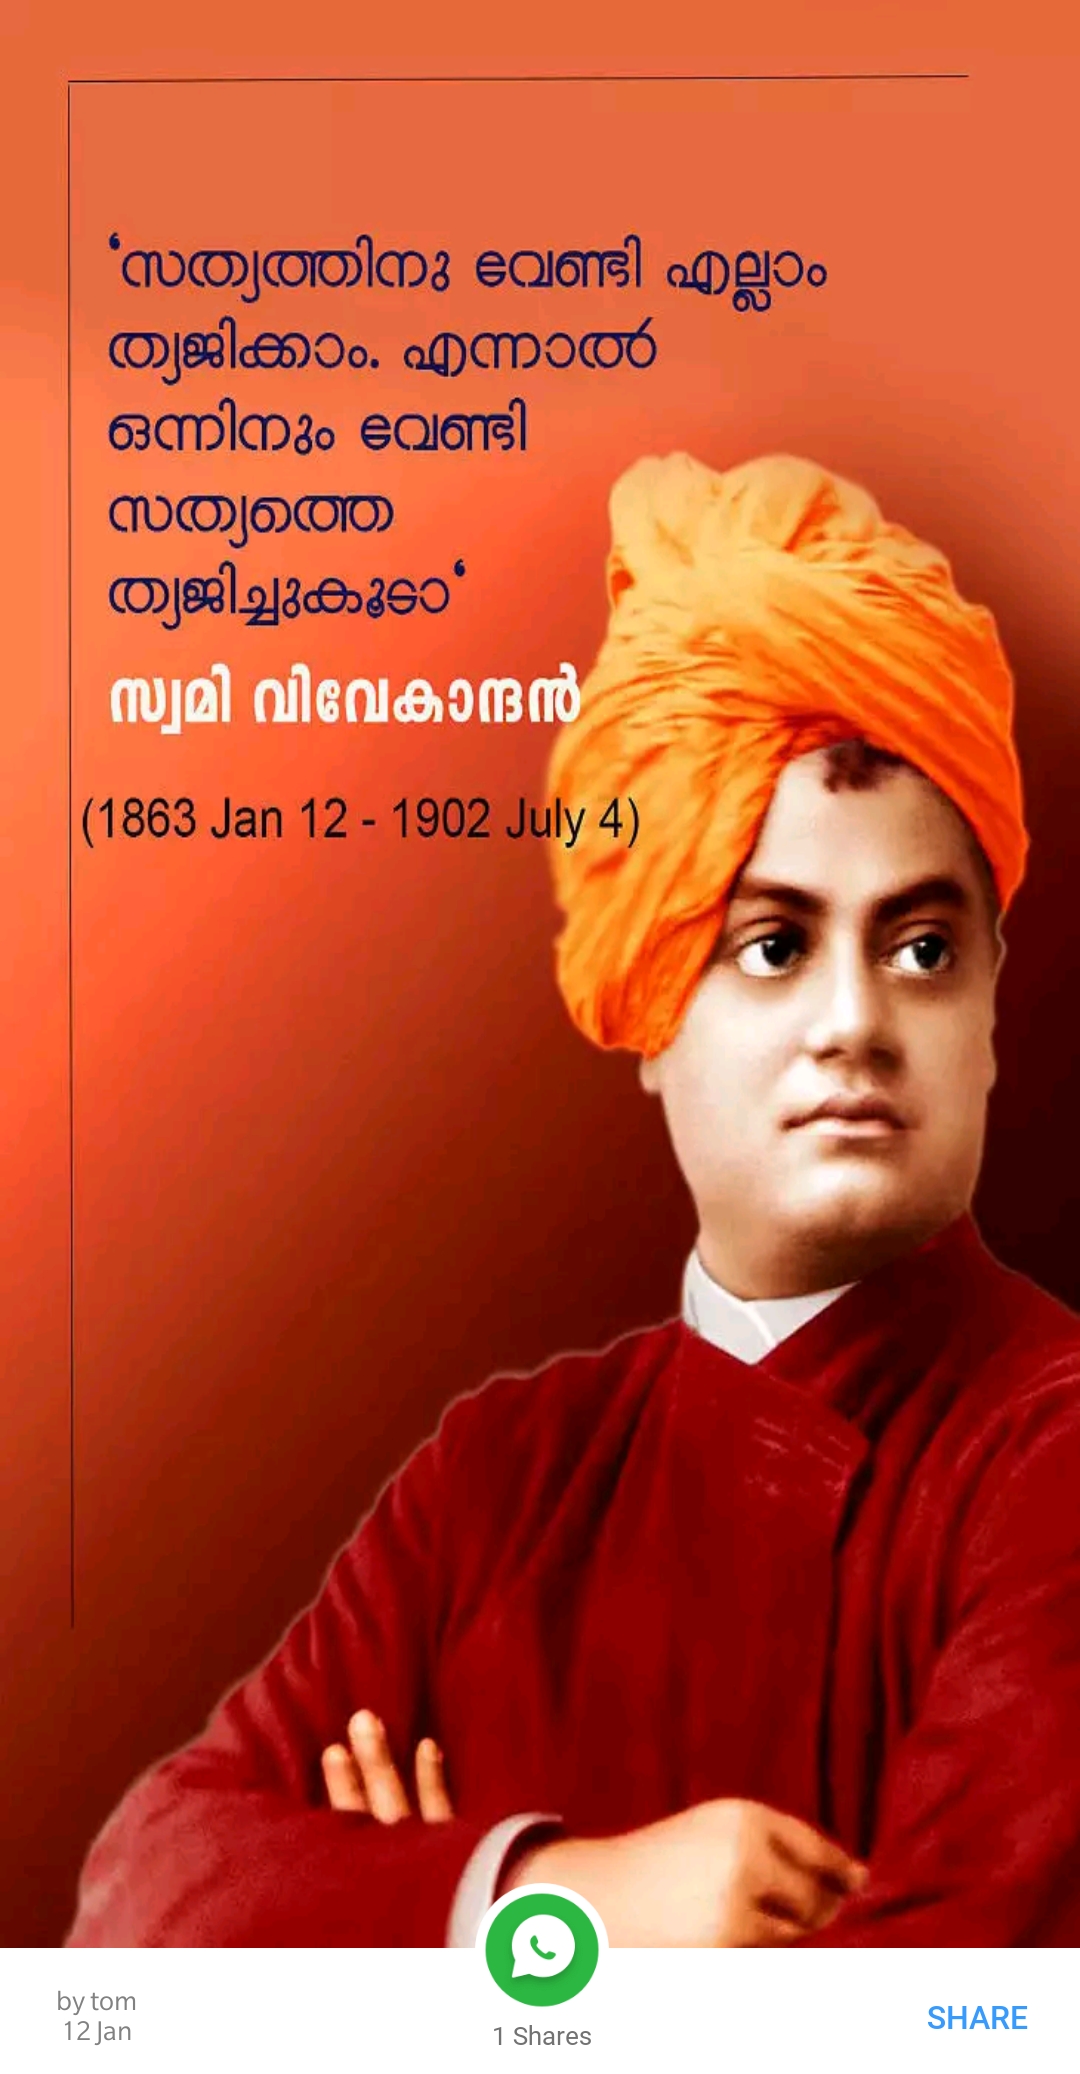 ‘സത്യത്തിനു വേണ്ടി എല്ലാം
ത്യജിക്കാം. എന്നാൽ
ഒന്നിനും വേണ്ടി
സത്യത്തെ
ത്യജിച്ചുകൂടാ‘
സ്വമി വിവേകാന്ദൻ
(1863 Jan 12 - 1902 July 4)
by tom
12 Jan
1 Shares
SHARE